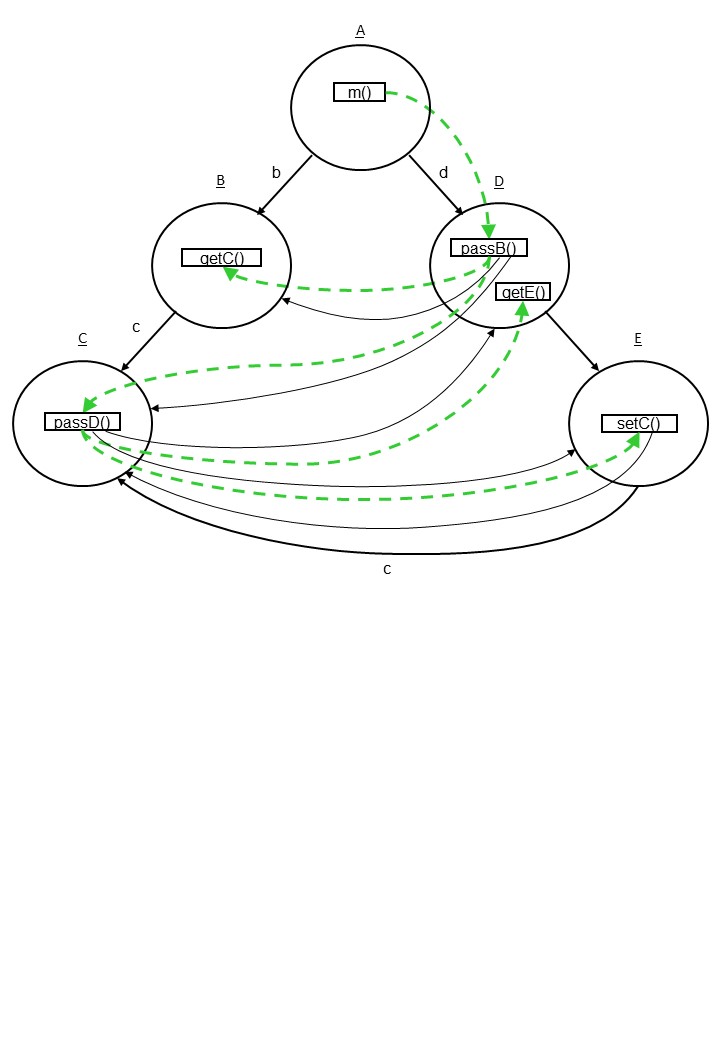 A
m()
b
d
B
D
passB()
getC()
getE()
c
C
E
passD()
setC()
c